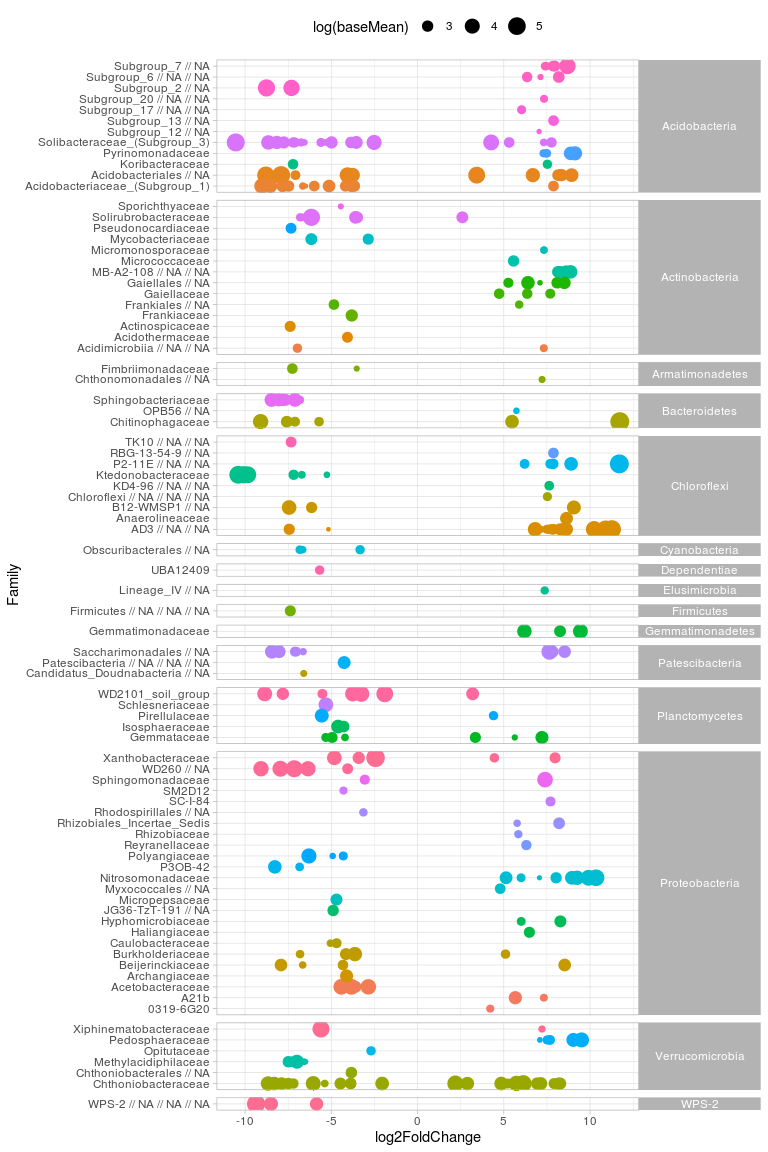 log(baseMean) 3 4 5
Subgroup_7 // NA
Subgroup_6 // NA // NA
Subgroup_2 // NA
Subgroup_20 // NA // NA
Subgroup_17 // NA // NA
Subgroup_13 // NA
Subgroup_12 // NA
Solibacteraceae_(Subgroup_3)
Pyrinomonadaceae
Koribacteraceae
Acidobacteriales // NA
Acidobacteriaceae_(Subgroup_1)
Acidobacteria
Sporichthyaceae
Solirubrobacteraceae
Pseudonocardiaceae
Mycobacteriaceae
Micromonosporaceae
Micrococcaceae
MB-A2-108 // NA // NA
Gaiellales // NA
Gaiellaceae
Frankiales // NA
Frankiaceae
Actinospicaceae
Acidothermaceae
Acidimicrobiia // NA // NA
Actinobacteria
Fimbriimonadaceae
Chthonomonadales // NA
Armatimonadetes
Sphingobacteriaceae
OPB56 // NA
Chitinophagaceae
Bacteroidetes
TK10 // NA // NA
RBG-13-54-9 // NA
P2-11E // NA // NA
Ktedonobacteraceae
KD4-96 // NA // NA
Chloroflexi // NA // NA // NA
B12-WMSP1 // NA
Anaerolineaceae
AD3 // NA // NA
Chloroflexi
Obscuribacterales // NA
Cyanobacteria
UBA12409
Dependentiae
Lineage_IV // NA
Elusimicrobia
Firmicutes // NA // NA // NA
Firmicutes
Gemmatimonadaceae
Gemmatimonadetes
Saccharimonadales // NA
Patescibacteria // NA // NA // NA
Candidatus_Doudnabacteria // NA
Patescibacteria
WD2101_soil_group
Schlesneriaceae
Pirellulaceae
Isosphaeraceae
Gemmataceae
Planctomycetes
Xanthobacteraceae
WD260 // NA
Sphingomonadaceae
SM2D12
SC-I-84
Rhodospirillales // NA
Rhizobiales_Incertae_Sedis
Rhizobiaceae
Reyranellaceae
Polyangiaceae
P3OB-42
Nitrosomonadaceae
Myxococcales // NA
Micropepsaceae
JG36-TzT-191 // NA
Hyphomicrobiaceae
Haliangiaceae
Caulobacteraceae
Burkholderiaceae
Beijerinckiaceae
Archangiaceae
Acetobacteraceae
A21b
0319-6G20
Proteobacteria
Xiphinematobacteraceae
Pedosphaeraceae
Opitutaceae
Methylacidiphilaceae
Chthoniobacterales // NA
Chthoniobacteraceae
Verrucomicrobia
WPS-2 // NA // NA // NA
WPS-2
-10 -5 0 5 10
log2FoldChange
Family